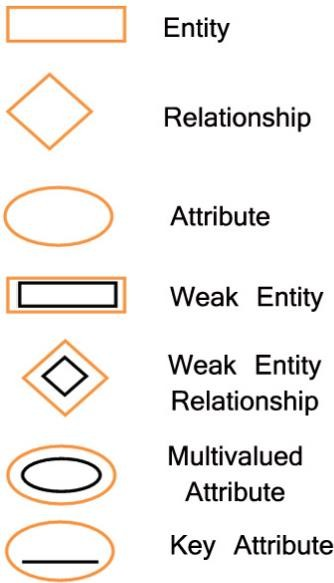 Entity
Relationship
Attribute
Weak Entity
Weak Entity
Relationship
Multivalued
Attribute
Key Attribute